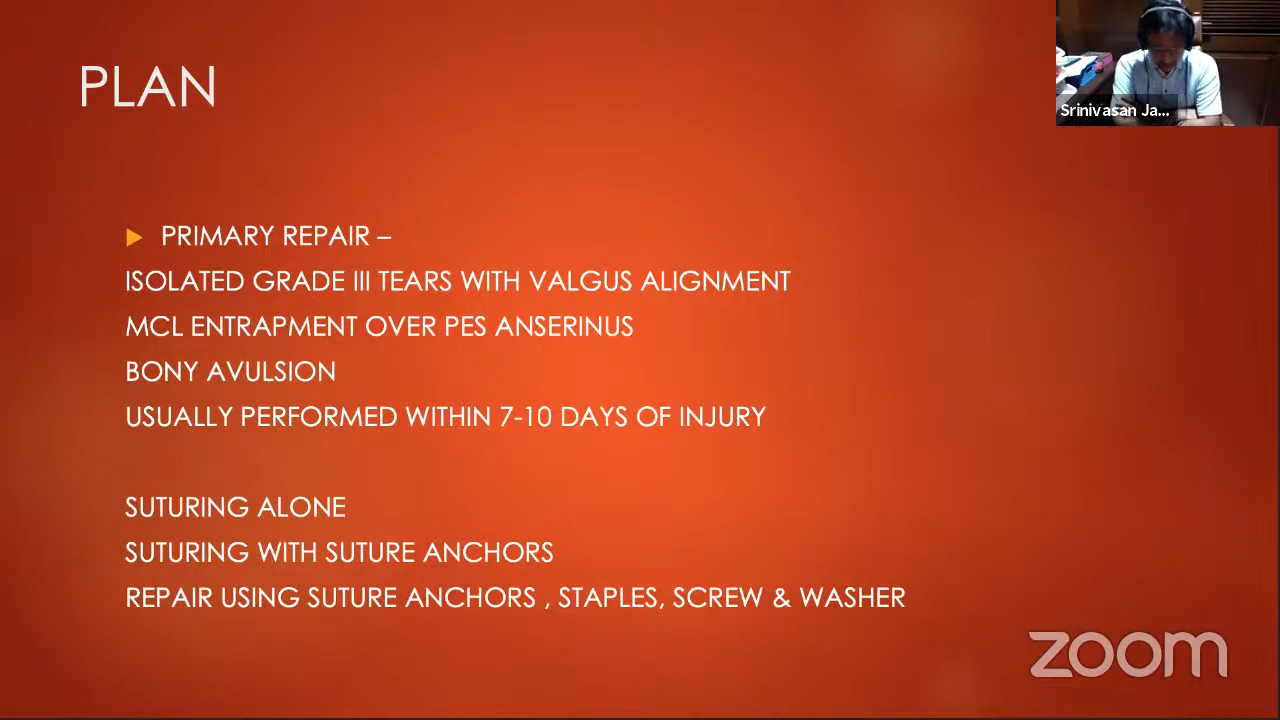 PLAN
Srinivasan Ja...
PRIMARY REPAIR –
ISOLATED GRADE III TEARS WITH VALGUS ALIGNMENT
MCL ENTRAPMENT OVER PES ANSERINUS
BONY AVULSION
USUALLY PERFORMED WITHIN 7-10 DAYS OF INJURY
SUTURING ALONE
SUTURING WITH SUTURE ANCHORS
REPAIR USING SUTURE ANCHORS , STAPLES, SCREW & WASHER
zoom